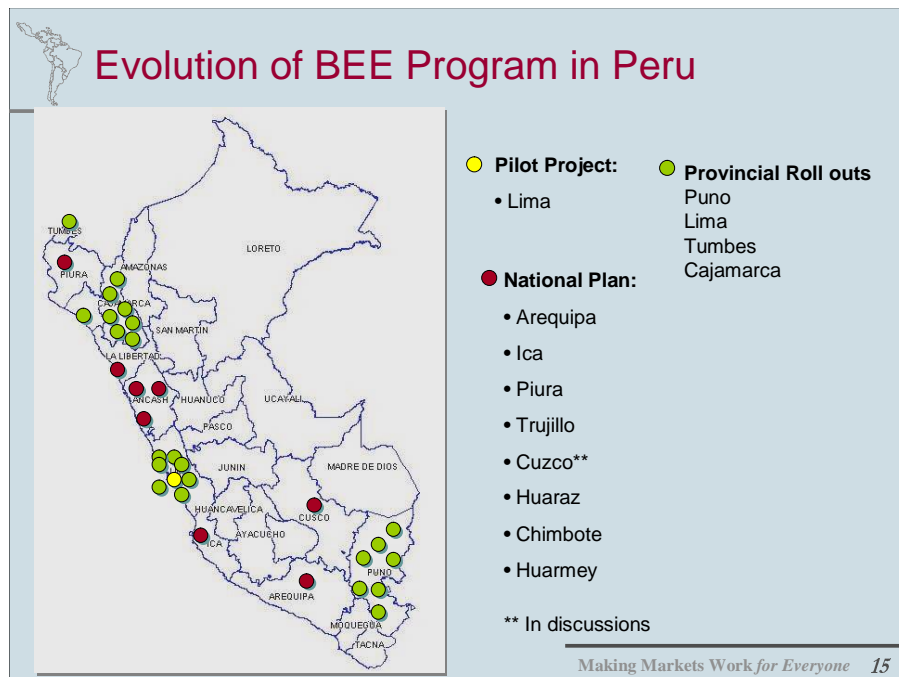 Evolution of BEE Program in Peru
Pilot Project:
• Lima
National Plan:
• Arequipa
• Ica
• Piura
• Trujillo
• Cuzco**
• Huaraz
• Chimbote
• Huarmey
** In discussions
Provincial Roll outs
Puno
Lima
Tumbes
Cajamarca
TUMBES
PIURA
AMAZONAS
LORETO
CAJAMARCA
SAN MARTIN
LA LIBERTAD
ANCASH
HUANUCO
UCAYALI
PASCO
JUNIN
MADRE DE DIOS
HUANCAVELICA
CUSCO
ICA
AYACUCHO
PUNO
AREQUIPA
MOQUEGUA
TACNA
Making Markets Work for Everyone 15